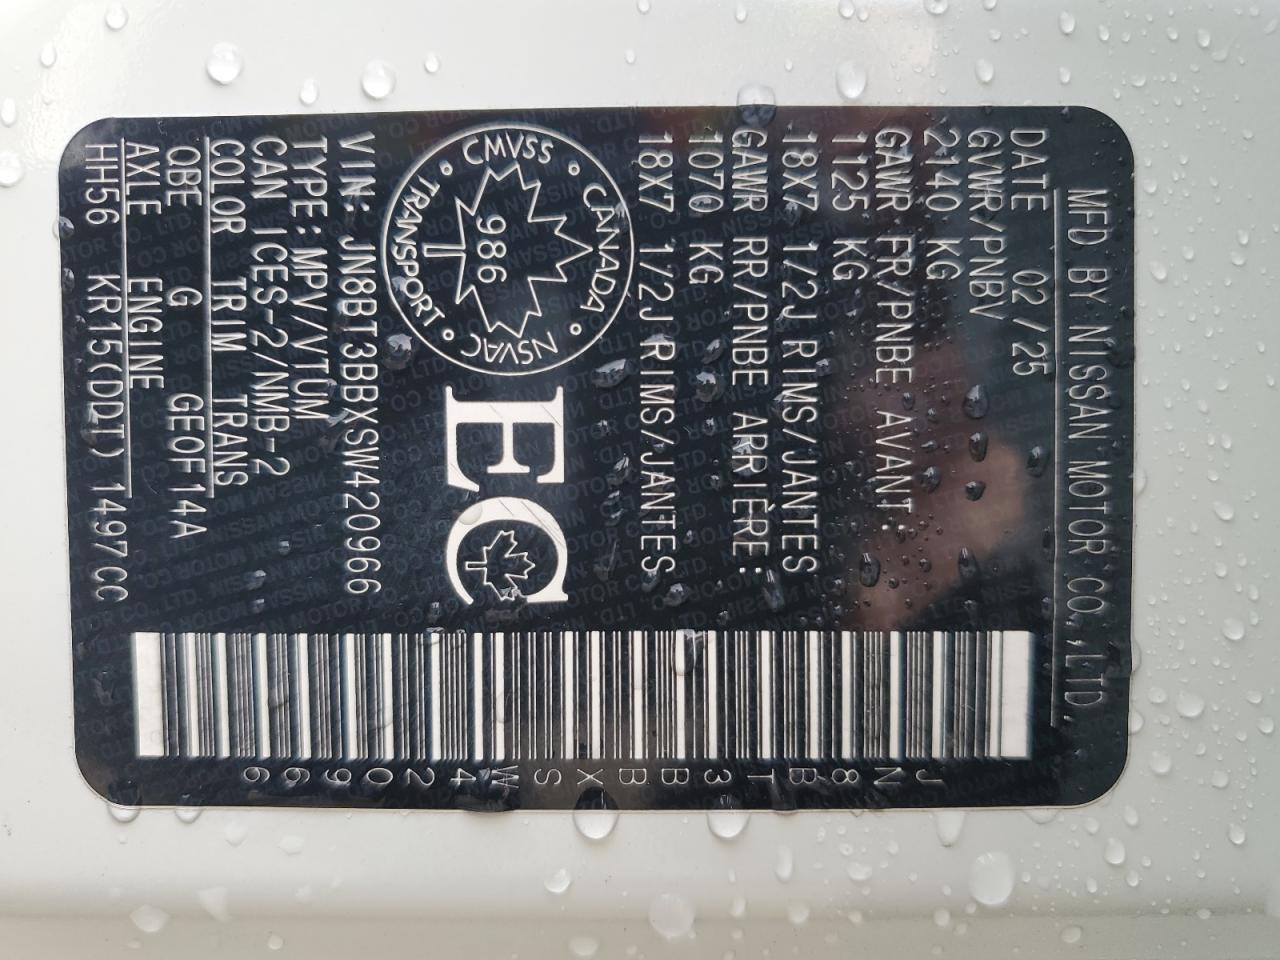 MFD BY NISSAN MOTOR CO.,LTD.
DATE 02/25
GVWR/PNBV
2140 KG
GAWR FR/PNBE AVANT:
1125 KG
18X7 1/2J RIMS/JANTES
GAWR RR/PNBE ARRIÈRE:
1070 KG
18X7 1/2J RIMS/JANTES
CMVSS • CANADA • NSVAC • TRANSPORT •
986
EC
VIN: JN8BT3BBXSW420966
TYPE:MPV/VTUM
CAN ICES-2/NMB-2
COLOR TRIM TRANS
QBE G GEOF14A
AXLE ENGINE
HH56 KR15(DDT) 1497CC
JN8BT3BBXSW420966